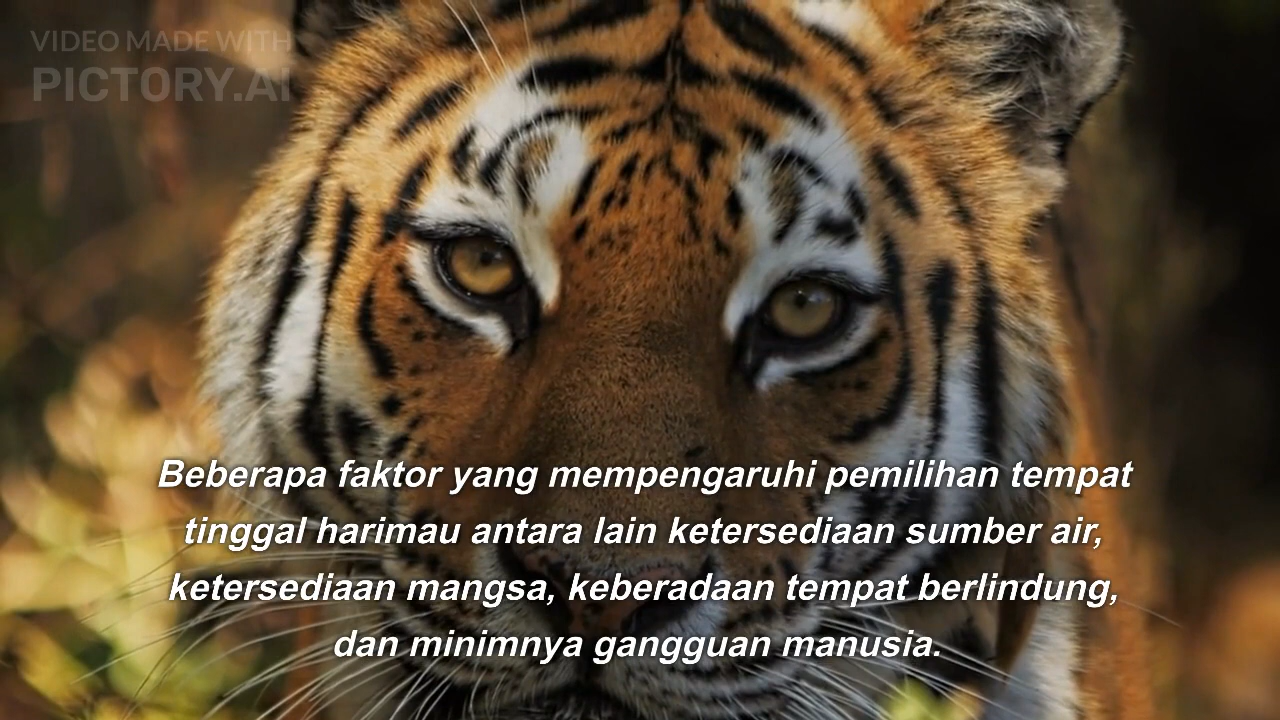 VIDEO MADE WITH
PICTORY.AI
Beberapa faktor yang mempengaruhi pemilihan tempat
tinggal harimau antara lain ketersediaan sumber air,
ketersediaan mangsa, keberadaan tempat berlindung,
dan minimnya gangguan manusia.